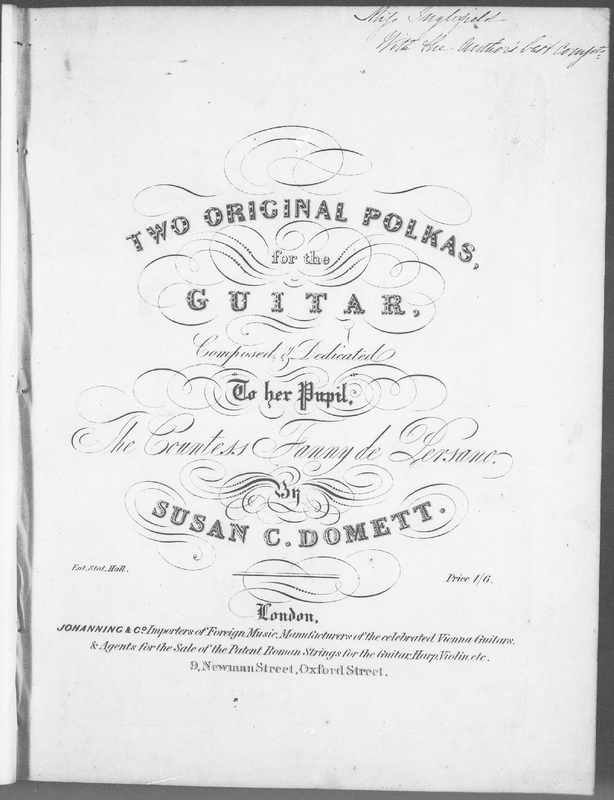 Miss Inglefield
With the Author's best Compts.
TWO ORIGINAL POLKAS,
for the
GUITAR,
Composed & Dedicated
"To her Pupil,"
The Countess Fanny de Persano.
By
SUSAN C. DOMETT.
Ent. Stat. Hall.
Price 1/6.
London,
JOHANNING & Co. Importers of Foreign Music, Manufacturers of the celebrated Vienna Guitars,
& Agents for the Sale of the Patent Roman Strings for the Guitar, Harp, Violin, etc.
9, Newman Street, Oxford Street.